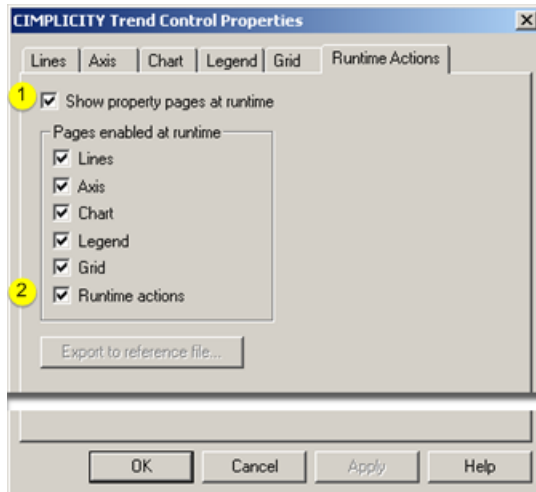 CIMPLICITY Trend Control Properties
Lines Axis Chart Legend Grid Runtime Actions
1 Show property pages at runtime
Pages enabled at runtime
Lines
Axis
Chart
Legend
Grid
2 Runtime actions
Export to reference file...
OK Cancel Apply Help